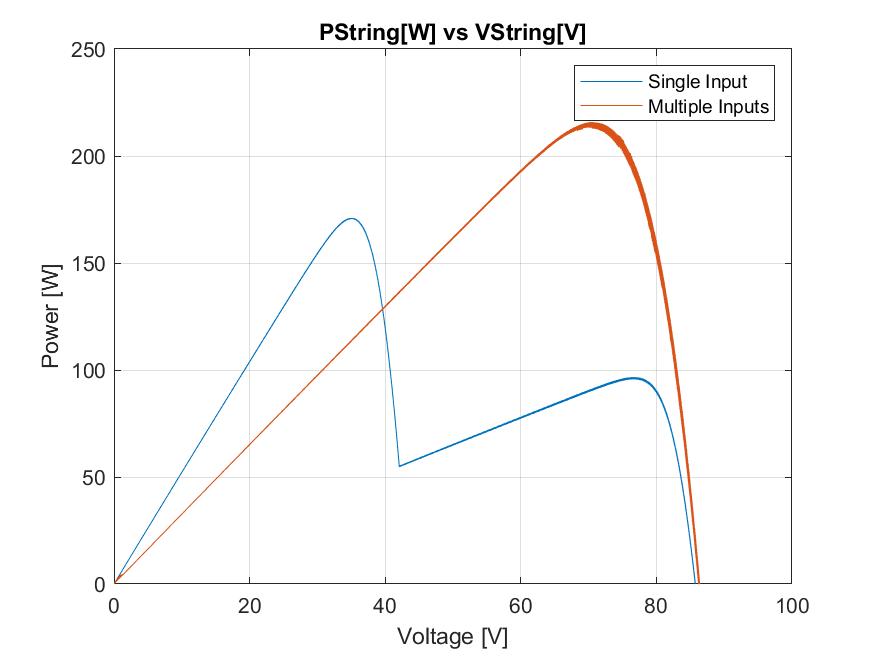 PString[W] vs VString[V]
250
200
150
100
50
0
Power [W]
Single Input
Multiple Inputs
0 20 40 60 80 100
Voltage [V]